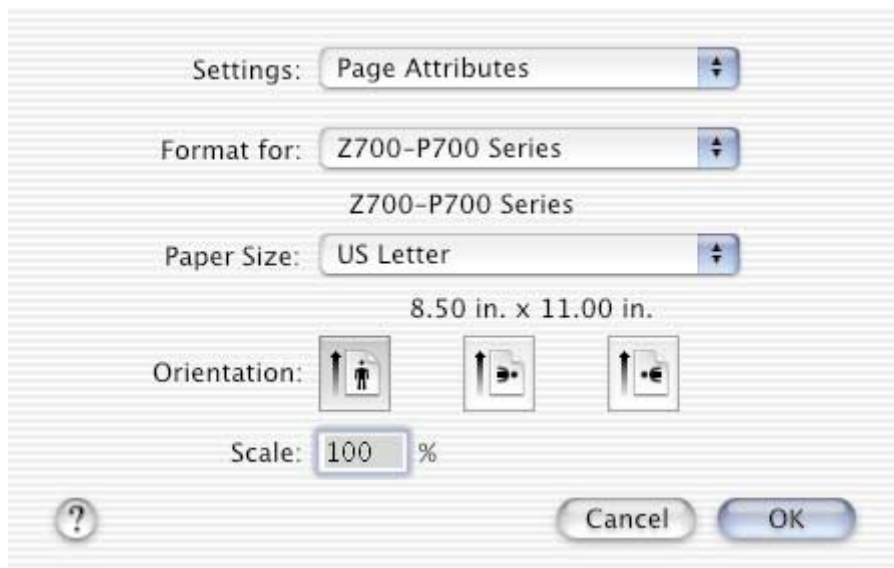 Settings: Page Attributes
Format for: Z700-P700 Series
Z700-P700 Series
Paper Size: US Letter
8.50 in. x 11.00 in.
Orientation:
Scale: 100 %
? Cancel OK